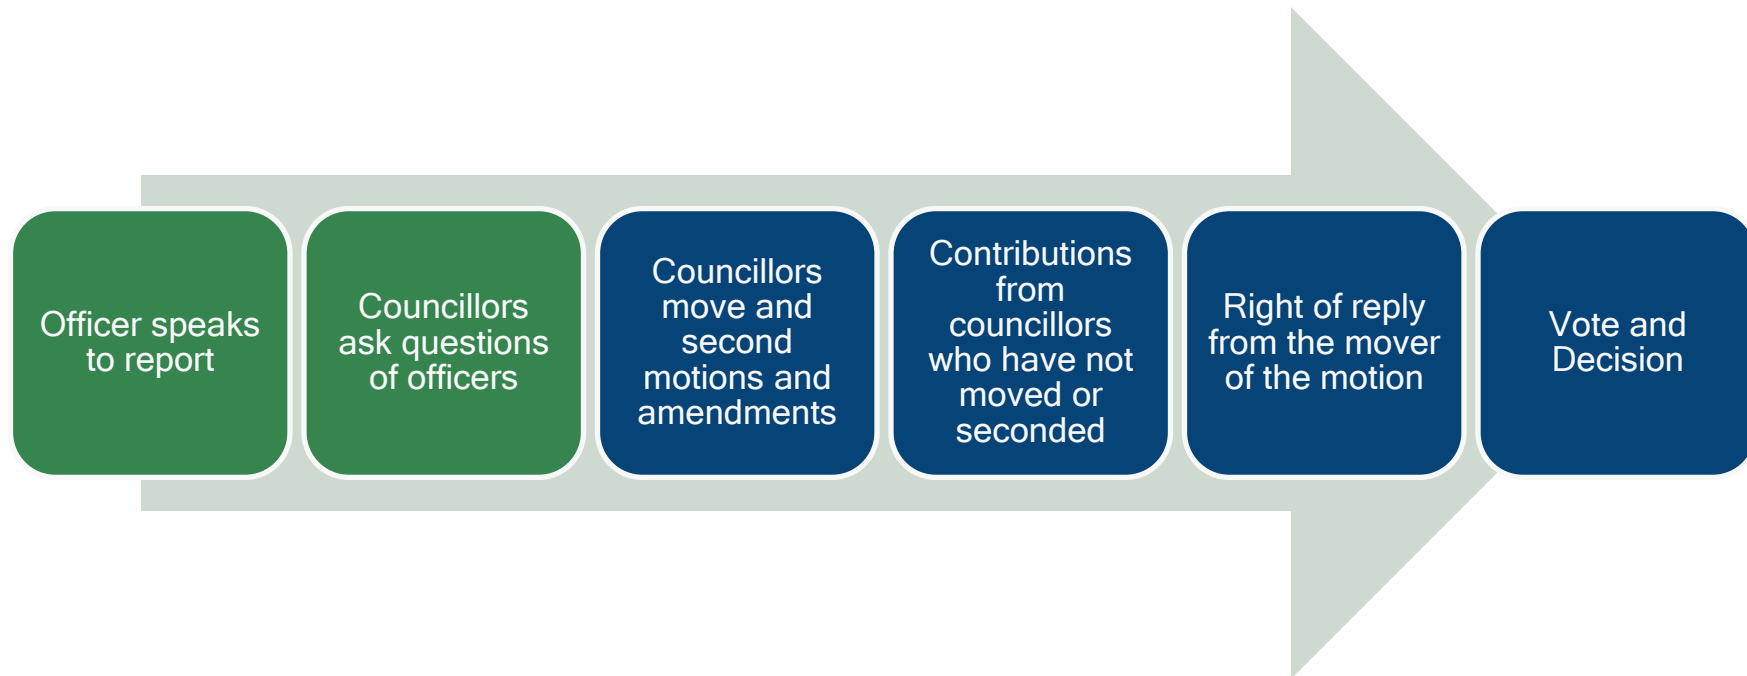 Officer speaks
to report
Councillors
ask questions
of officers
Councillors
move and
second
motions and
amendments
Contributions
from
councillors
who have not
moved or
seconded
Right of reply
from the mover
of the motion
Vote and
Decision